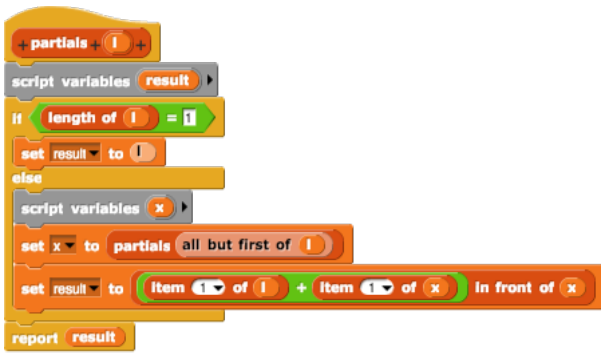 + partials + l +
script variables result
if length of l = 1
set result to l
else
script variables x
set x to partials all but first of l
set result to item 1 of l + item 1 of x in front of x
report result